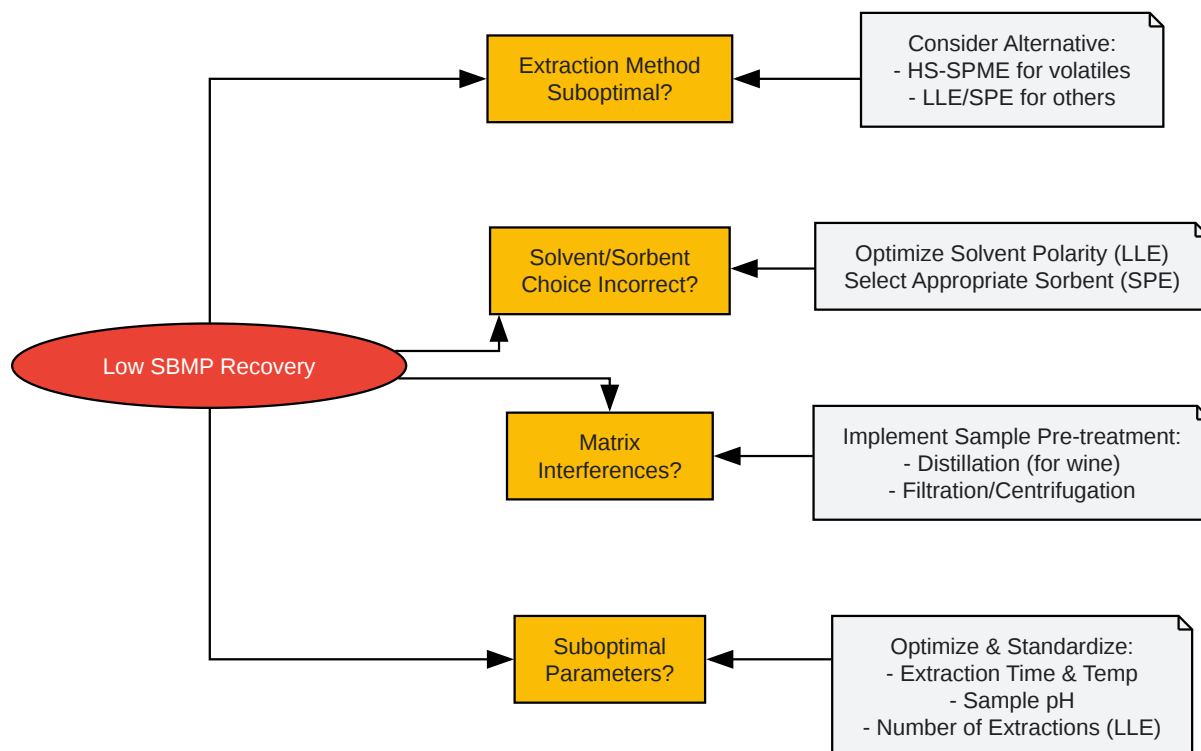 Extraction Method
Suboptimal?
Consider Alternative:
- HS-SPME for volatiles
- LLE/SPE for others
Solvent/Sorbent
Choice Incorrect?
Optimize Solvent Polarity (LLE)
Select Appropriate Sorbent (SPE)
Low SBMP Recovery
Matrix
Interferences?
Implement Sample Pre-treatment:
- Distillation (for wine)
- Filtration/Centrifugation
Suboptimal
Parameters?
Optimize & Standardize:
- Extraction Time & Temp
- Sample pH
- Number of Extractions (LLE)